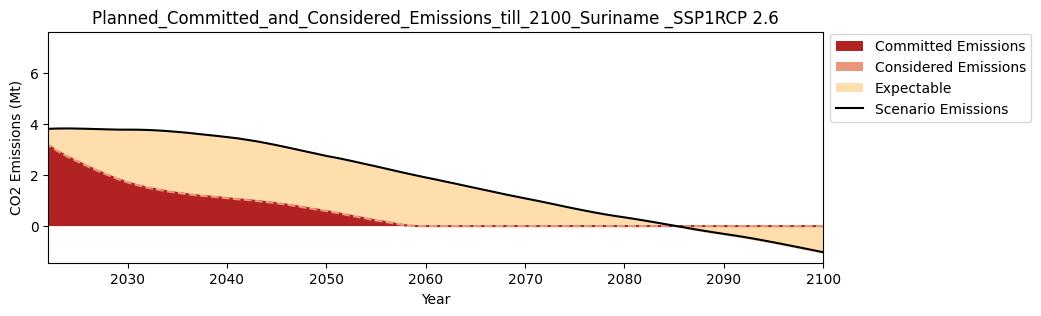 Planned_Committed_and_Considered_Emissions_till_2100_Suriname _SSP1RCP 2.6
Committed Emissions
Considered Emissions
Expectable
Scenario Emissions
CO2 Emissions (Mt)
6
4
2
0
2030 2040 2050 2060 2070 2080 2090 2100
Year